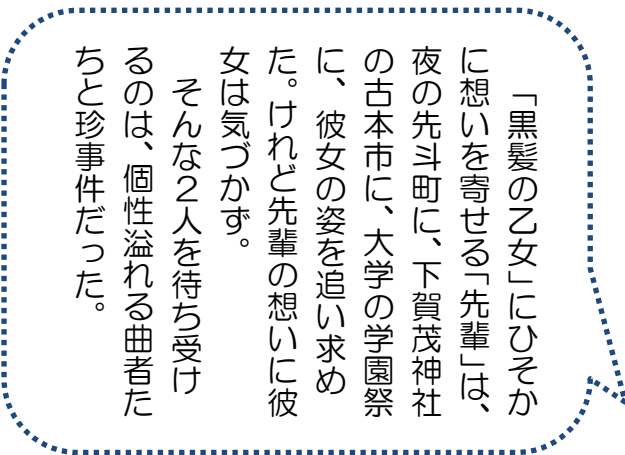 「黒髪の乙女」にひそか
に想いを寄せる「先輩」は、
夜の先斗町に、下賀茂神社
の古本市に、大学の学園祭
に、彼女の姿を追い求め
た。けれど先輩の想いに彼
女は気づかず。
そんな2人を待ち受け
るのは、個性溢れる曲者た
ちと珍事件だった。